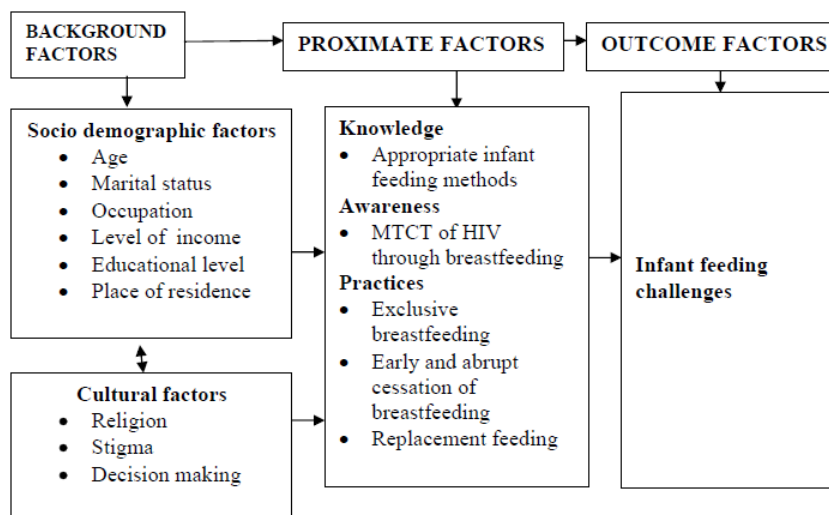 BACKGROUND
FACTORS
PROXIMATE FACTORS
OUTCOME FACTORS
Socio demographic factors
• Age
• Marital status
• Occupation
• Level of income
• Educational level
• Place of residence
Cultural factors
• Religion
• Stigma
• Decision making
Knowledge
• Appropriate infant
feeding methods
Awareness
• MTCT of HIV
through breastfeeding
Practices
• Exclusive
breastfeeding
• Early and abrupt
cessation of
breastfeeding
• Replacement feeding
Infant feeding
challenges